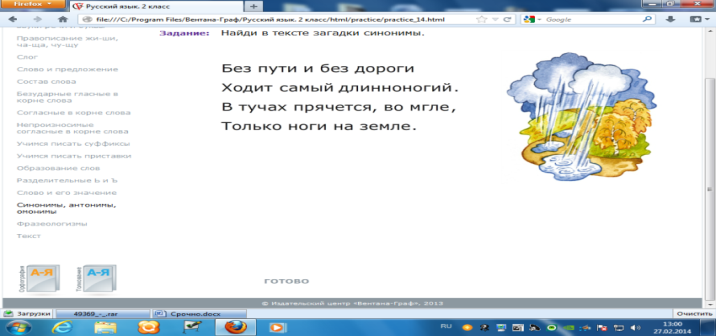 Firefox
Русский язык. 2 класс
file:///C:/Program Files/Вентана-Граф/Русский язык. 2 класс/html/practice/practice_14.html
Google
Правописание жи-ши,
ча-ща, чу-щу
Слог
Слово и предложение
Состав слова
Безударные гласные в
корне слова
Согласные в корне слова
Непроизносимые
согласные в корне слова
Учимся писать суффиксы
Учимся писать приставки
Образование слов
Разделительные Ь и Ъ
Слово и его значение
Синонимы, антонимы,
омонимы
Фразеологизмы
Текст
Задание: Найди в тексте загадки синонимы.
Без пути и без дороги
Ходит самый длинноногий.
В тучах прячется, во мгле,
Только ноги на земле.
А-Я
А-Я
ГОТОВО
© Издательский центр «Вентана-Граф», 2013
Загрузки
49369_-_.rar
Срочно.docx
Очистить
RU
13:00
27.02.2014